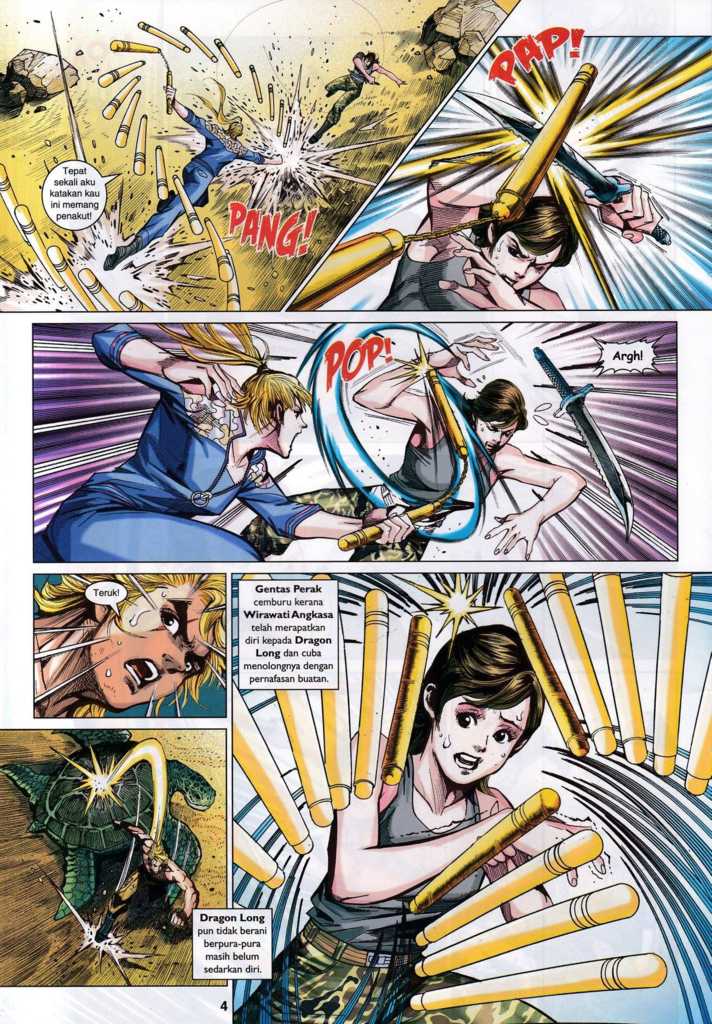 Tepat
sekali aku
katakan kau
ini memang
penakut!
PANG!
PAP!
POP!
Argh!
Teruk!
Gentas Perak
cemburu kerana
Wirawati Angkasa
telah merapatkan
diri kepada Dragon
Long dan cuba
menolongnya dengan
pernafasan buatan.
Dragon Long
pun tidak berani
berpura-pura
masih belum
sedarkan diri.
4